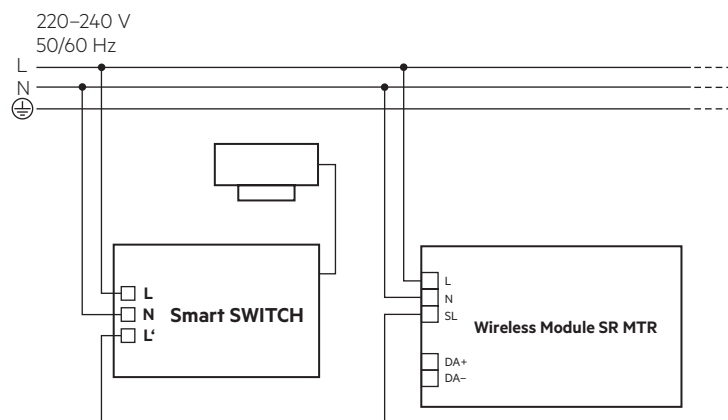 220–240 V
50/60 Hz
L
N
L
N
L‘
Smart SWITCH
L
N
SL
DA+
DA–
Wireless Module SR MTR